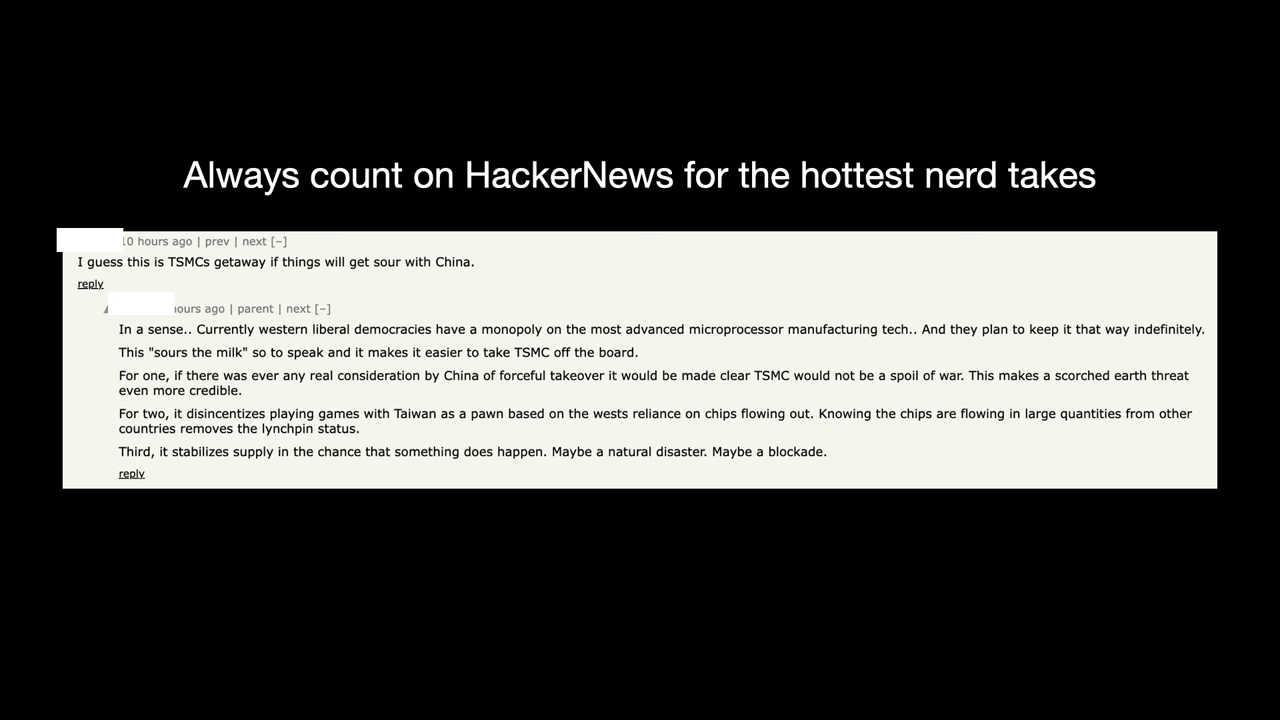 Always count on HackerNews for the hottest nerd takes
10 hours ago | prev | next [–]
I guess this is TSMCs getaway if things will get sour with China.
reply
hours ago | parent | next [–]
In a sense.. Currently western liberal democracies have a monopoly on the most advanced microprocessor manufacturing tech.. And they plan to keep it that way indefinitely.
This "sours the milk" so to speak and it makes it easier to take TSMC off the board.
For one, if there was ever any real consideration by China of forceful takeover it would be made clear TSMC would not be a spoil of war. This makes a scorched earth threat
even more credible.
For two, it disincentizes playing games with Taiwan as a pawn based on the wests reliance on chips flowing out. Knowing the chips are flowing in large quantities from other
countries removes the lynchpin status.
Third, it stabilizes supply in the chance that something does happen. Maybe a natural disaster. Maybe a blockade.
reply